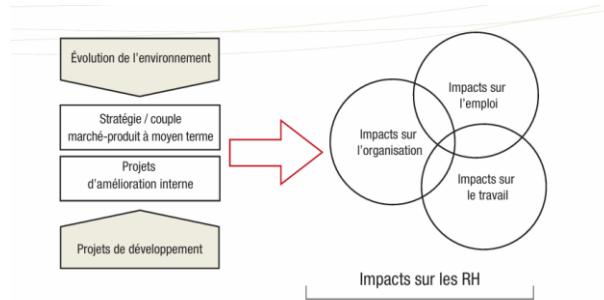 Évolution de l'environnement
Stratégie / couple
marché-produit à moyen terme
Projets
d'amélioration interne
Projets de développement
Impacts sur
l'emploi
Impacts sur
l'organisation
Impacts sur
le travail
Impacts sur les RH